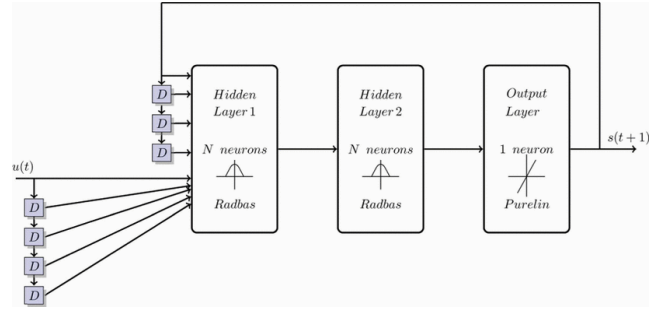 D
D
D
u(t)
D
D
D
D
Hidden
Layer 1
N neurons
Radbas
Hidden
Layer 2
N neurons
Radbas
Output
Layer
1 neuron
Purelin
s(t+1)